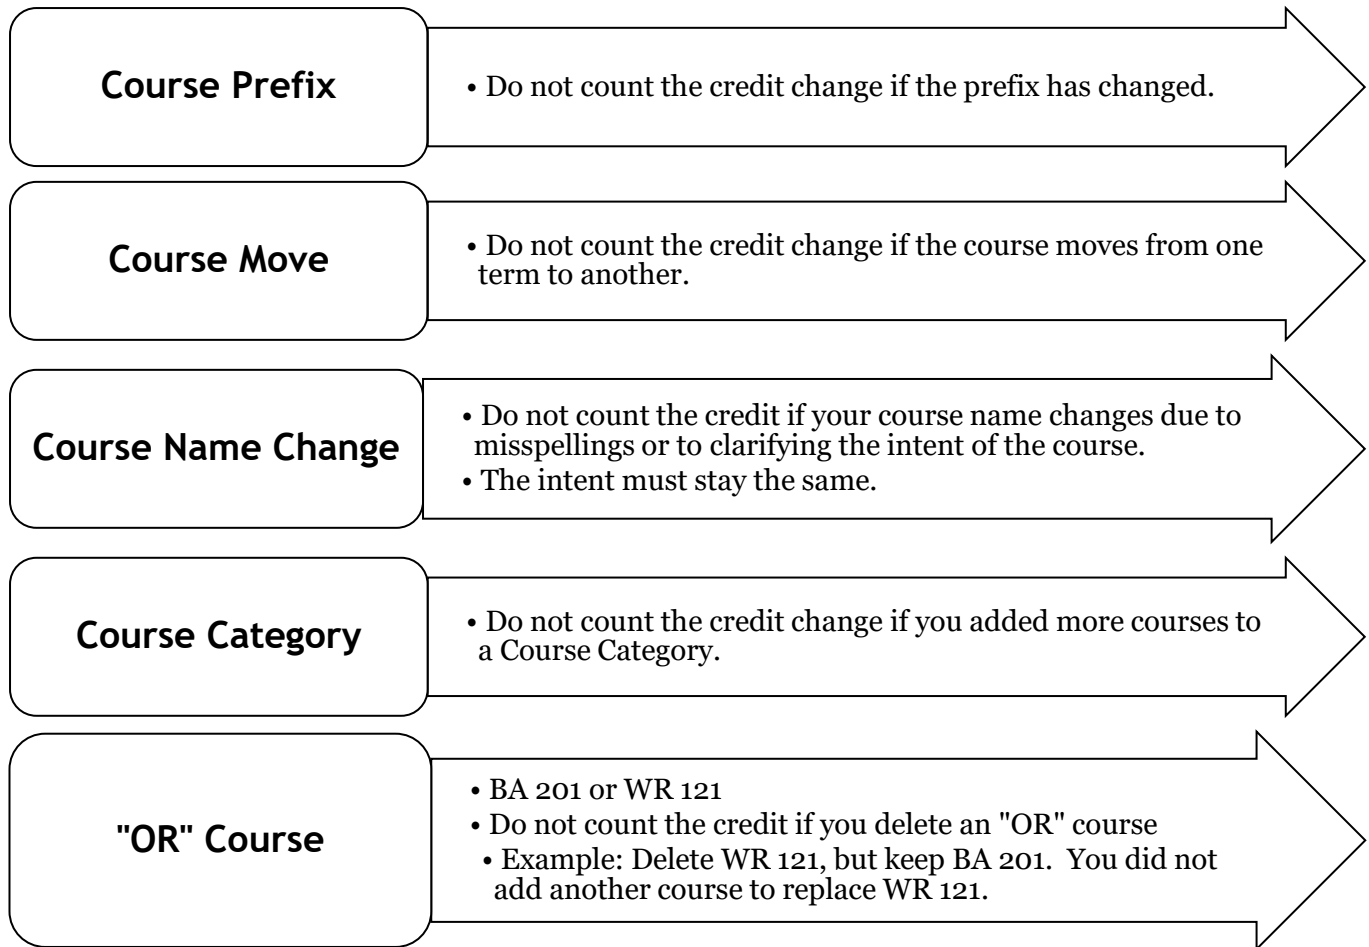 Course Prefix
• Do not count the credit change if the prefix has changed.
Course Move
• Do not count the credit change if the course moves from one
term to another.
Course Name Change
• Do not count the credit if your course name changes due to
misspellings or to clarifying the intent of the course.
• The intent must stay the same.
Course Category
• Do not count the credit change if you added more courses to
a Course Category.
"OR" Course
• BA 201 or WR 121
• Do not count the credit if you delete an "OR" course
• Example: Delete WR 121, but keep BA 201.  You did not
add another course to replace WR 121.